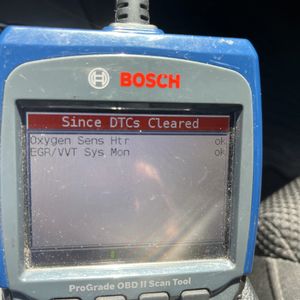 BOSCH
Since DTCs Cleared
Oxygen Sens Htr ok
EGR/VVT Sys Mon ok
ProGrade OBD II Scan Tool